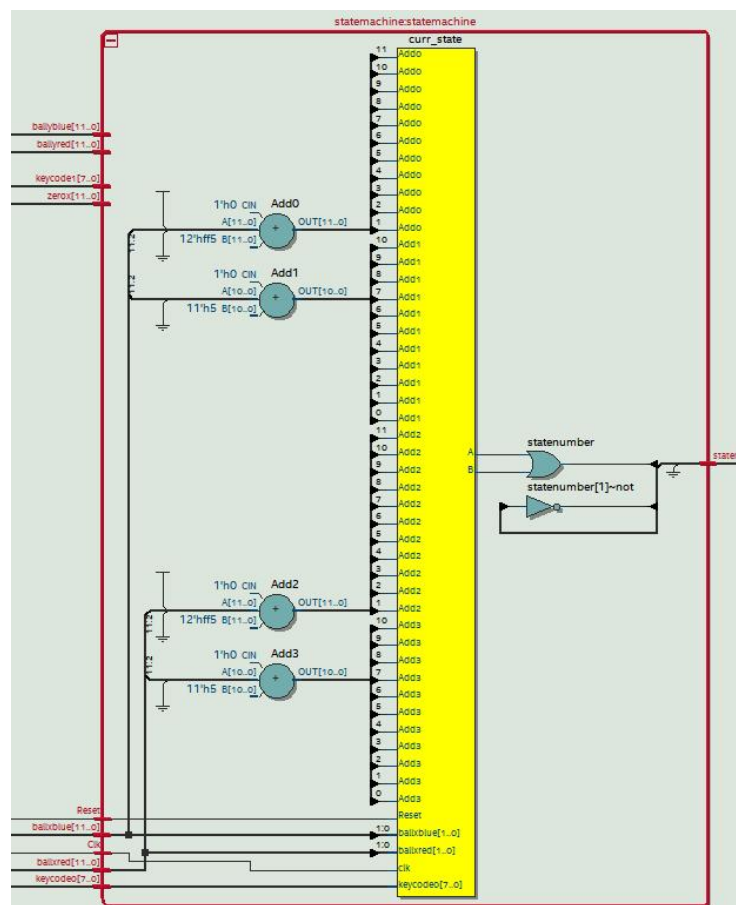 statemachine:statemachine
curr_state
11 Add0
10 Add0
9 Add0
8 Add0
7 Add0
6 Add0
5 Add0
4 Add0
3 Add0
2 Add0
1 Add0
10 Add1
9 Add1
8 Add1
7 Add1
6 Add1
5 Add1
4 Add1
3 Add1
2 Add1
1 Add1
0 Add1
11 Add2
10 Add2
9 Add2
8 Add2
7 Add2
6 Add2
5 Add2
4 Add2
3 Add2
2 Add2
1 Add2
10 Add3
9 Add3
8 Add3
7 Add3
6 Add3
5 Add3
4 Add3
3 Add3
2 Add3
1 Add3
0 Add3
Reset
1:0 ballxblue[1..0]
1:0 ballxred[1..0]
clk
keycode0[7..0]
A
B
ballyblue[11..0]
ballyred[11..0]
keycode1[7..0]
zerox[11..0]
1'h0 CIN Add0
A[11..0] OUT[11..0]
12'hff5 B[11..0]
+
11:2
1'h0 CIN Add1
A[10..0] OUT[10..0]
11'h5 B[10..0]
+
11:2
1'h0 CIN Add2
A[11..0] OUT[11..0]
12'hff5 B[11..0]
+
11:2
1'h0 CIN Add3
A[10..0] OUT[10..0]
11'h5 B[10..0]
+
11:2
statenumber
statenumber[1]~not
Reset
ballxblue[11..0]
Clk
ballxred[11..0]
keycode0[7..0]